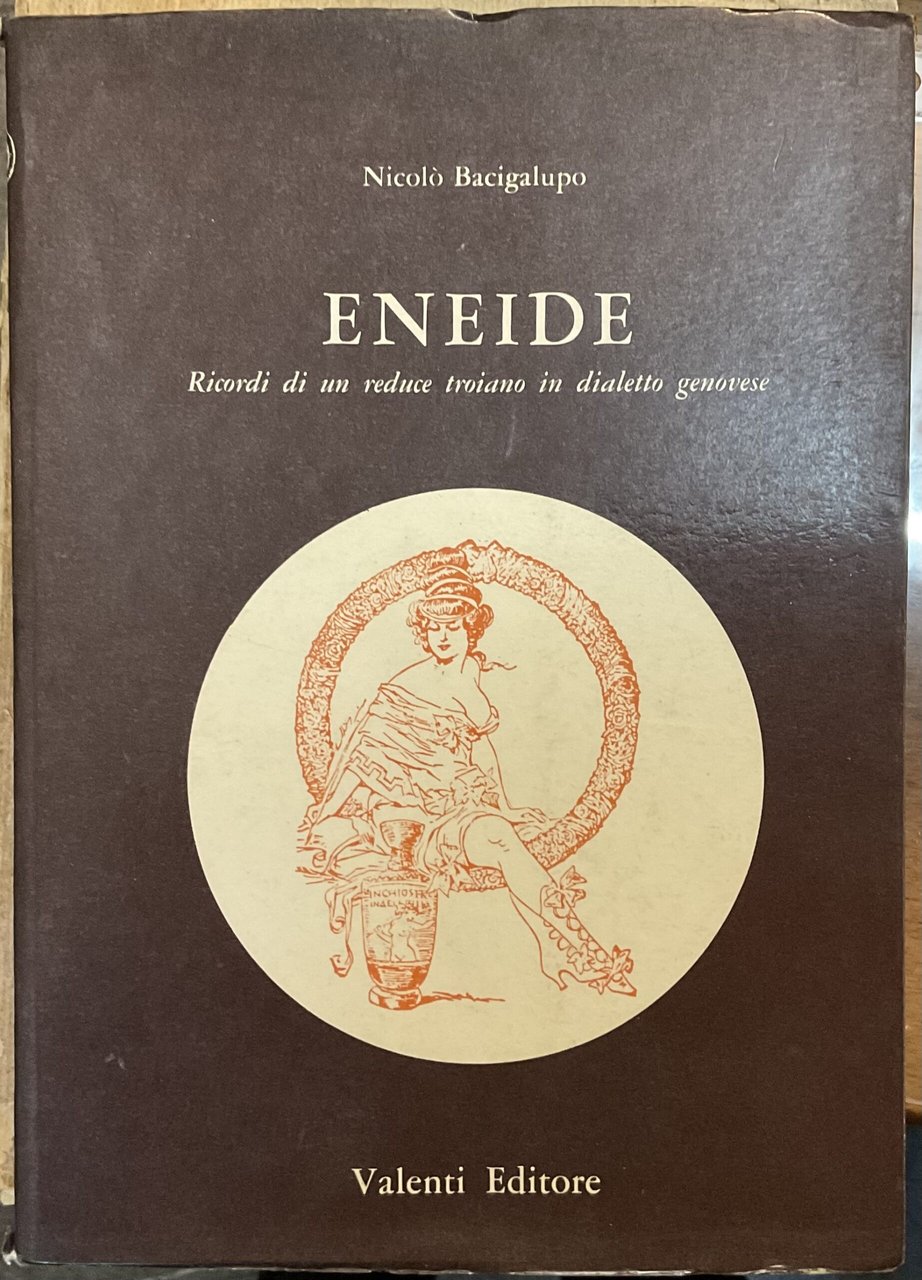 Nicolò Bacigalupo
ENEIDE
Ricordi di un reduce troiano in dialetto genovese
Valenti Editore